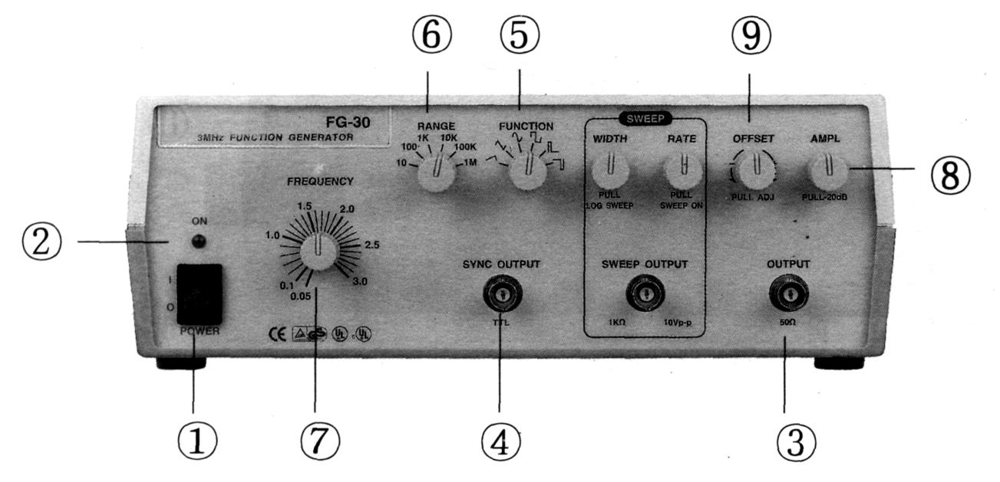 ⑥ ⑤ ⑨
FG-30
3MHz FUNCTION GENERATOR
RANGE
1K 10K
100 100K
10 1M
FUNCTION
SWEEP
WIDTH RATE
PULL LOG SWEEP
PULL SWEEP ON
OFFSET
PULL ADJ
AMPL
PULL-20dB
⑧
FREQUENCY
1.5 2.0
1.0 2.5
0.1 3.0
0.05
②
ON
I
O
POWER
CE GS UL c UL
SYNC OUTPUT
TTL
SWEEP OUTPUT
1KΩ 10Vp-p
OUTPUT
50Ω
① ⑦ ④ ③